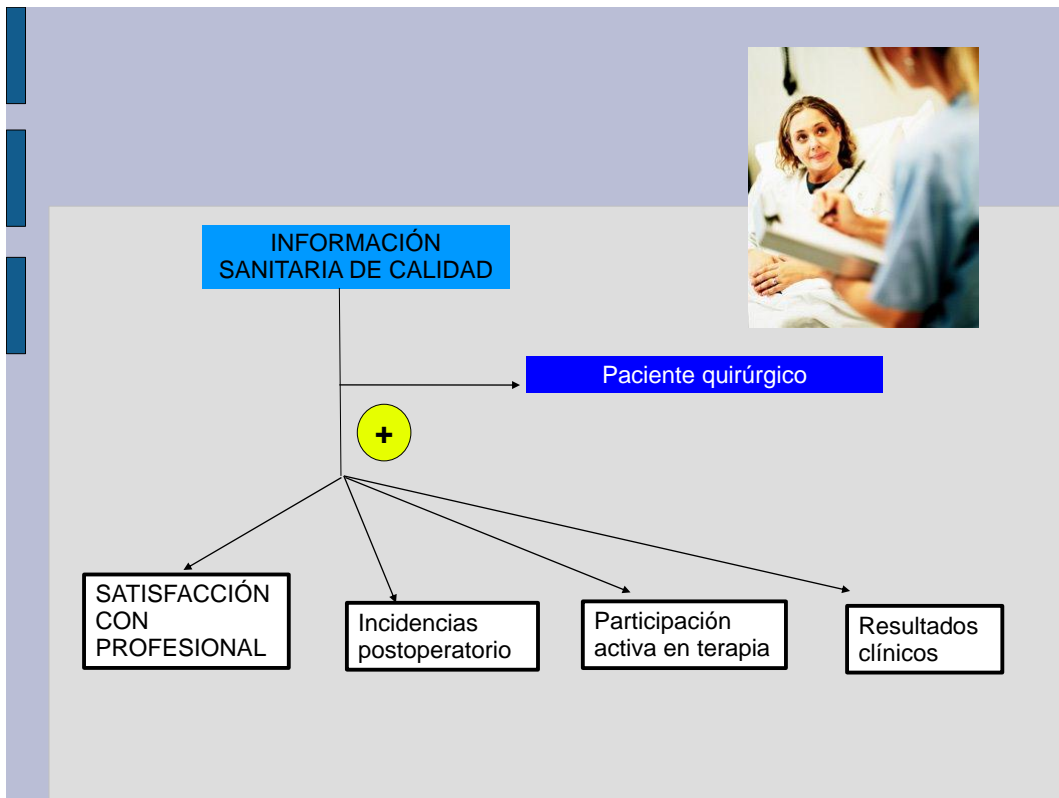 INFORMACIÓN
SANITARIA DE CALIDAD
Paciente quirúrgico
+
SATISFACCIÓN
CON
PROFESIONAL
Incidencias
postoperatorio
Participación
activa en terapia
Resultados
clínicos